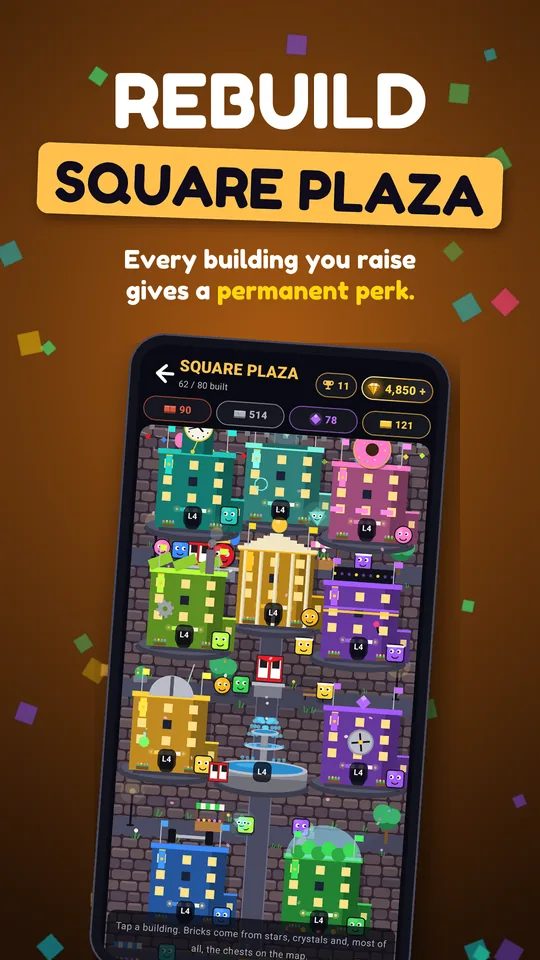 REBUILD
SQUARE PLAZA
Every building you raise
gives a permanent perk.
SQUARE PLAZA
62 / 80 built
11
4,850 +
90
514
78
121
L4
L4
L4
L4
L4
L4
L4
L4
L4
L4
L4
Tap a building. Bricks come from stars, crystals and, most of
all, the chests on the map.